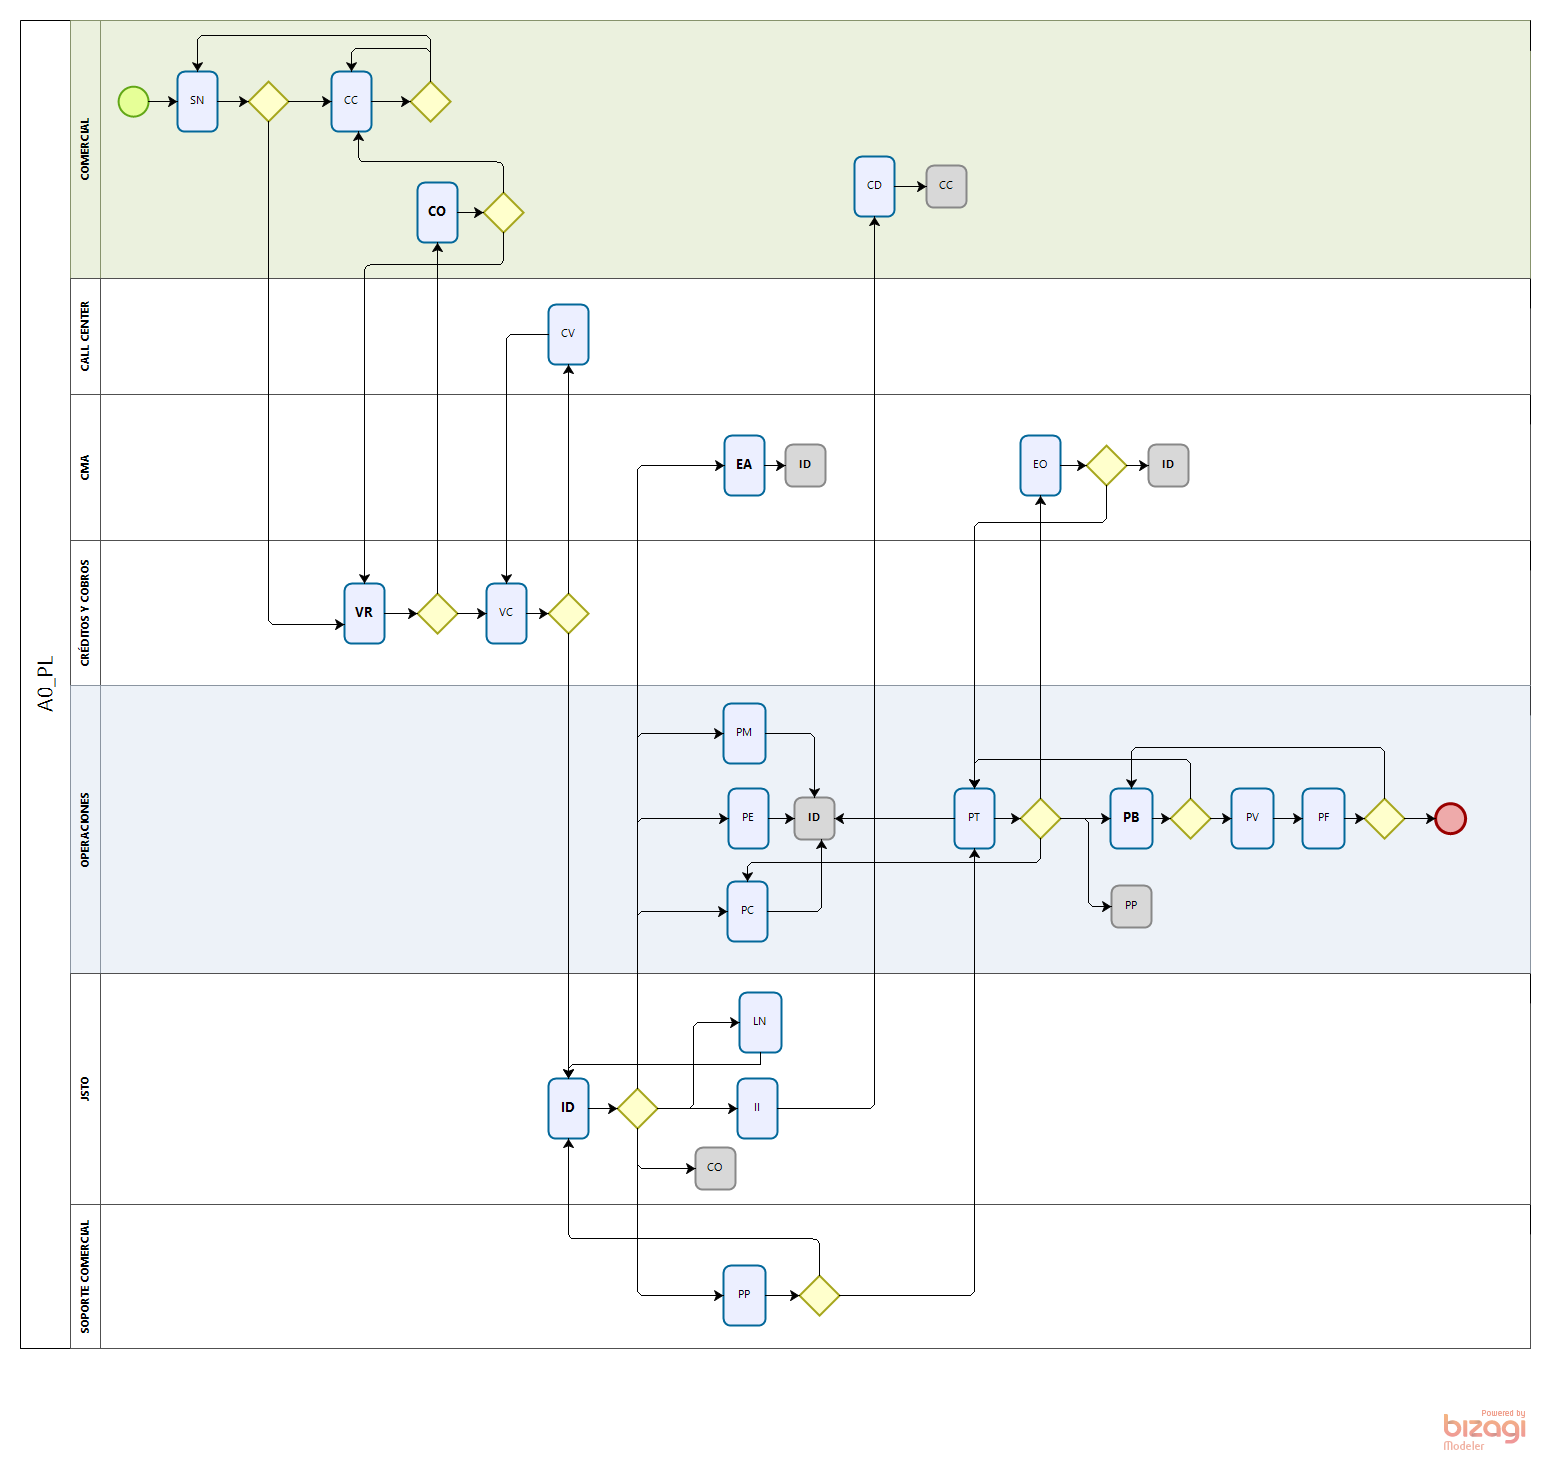 A0_PL
COMERCIAL
SN
CC
CO
CD
CC
CALL CENTER
CV
CMA
EA
ID
EO
ID
CRÉDITOS Y COBROS
VR
VC
OPERACIONES
PM
PE
ID
PT
PB
PV
PF
PC
PP
JSTO
LN
ID
II
CO
SOPORTE COMERCIAL
PP
Powered by
bizagi
Modeler